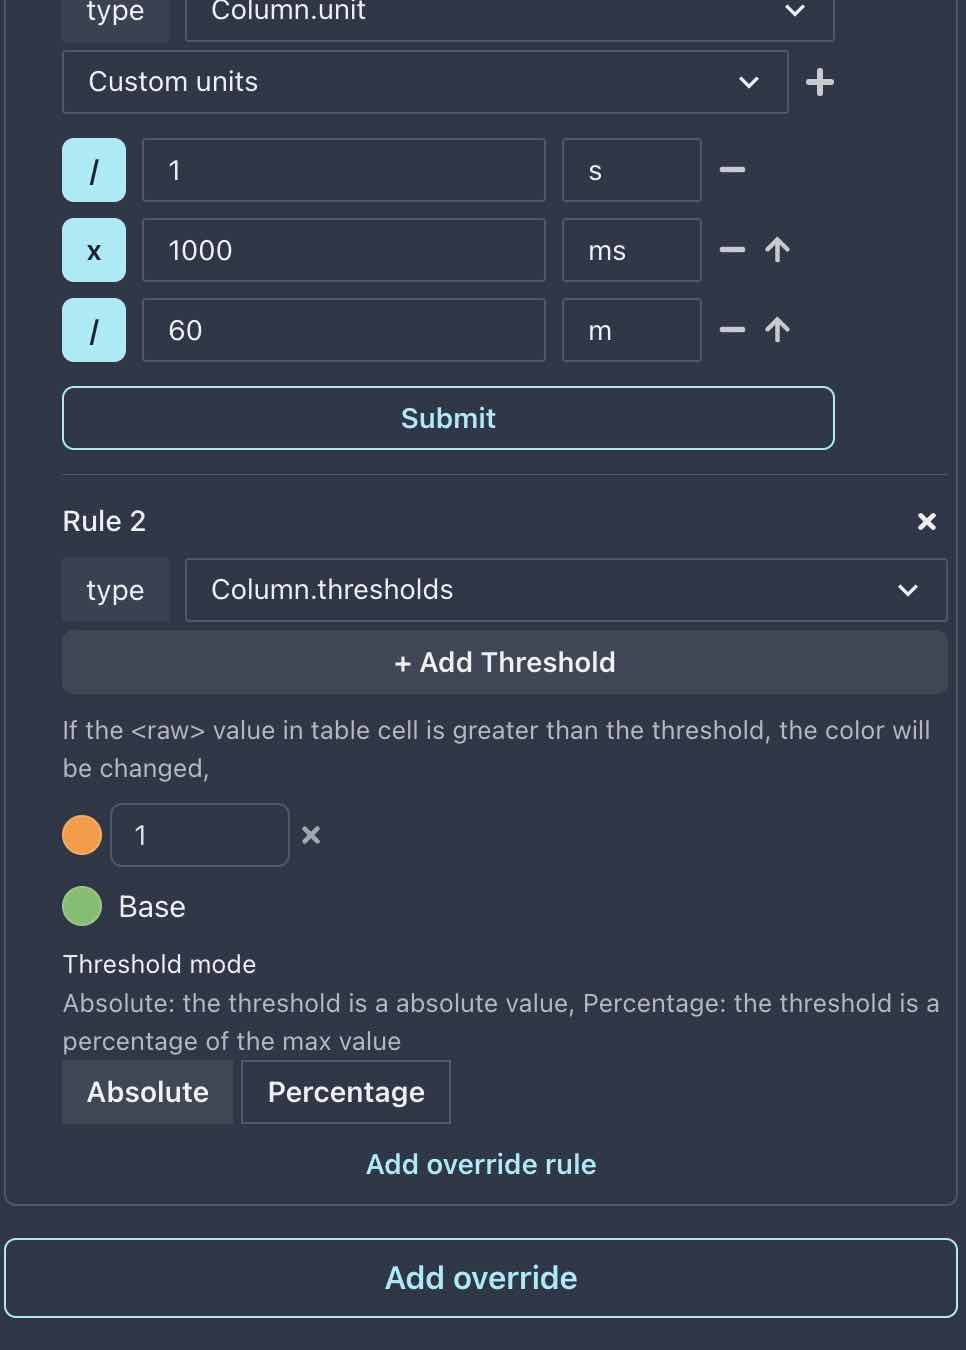 type Column.unit
Custom units
/ 1 s
x 1000 ms
/ 60 m
Submit
Rule 2
type Column.thresholds
+ Add Threshold
If the <raw> value in table cell is greater than the threshold, the color will
be changed,
1
Base
Threshold mode
Absolute: the threshold is a absolute value, Percentage: the threshold is a
percentage of the max value
Absolute Percentage
Add override rule
Add override